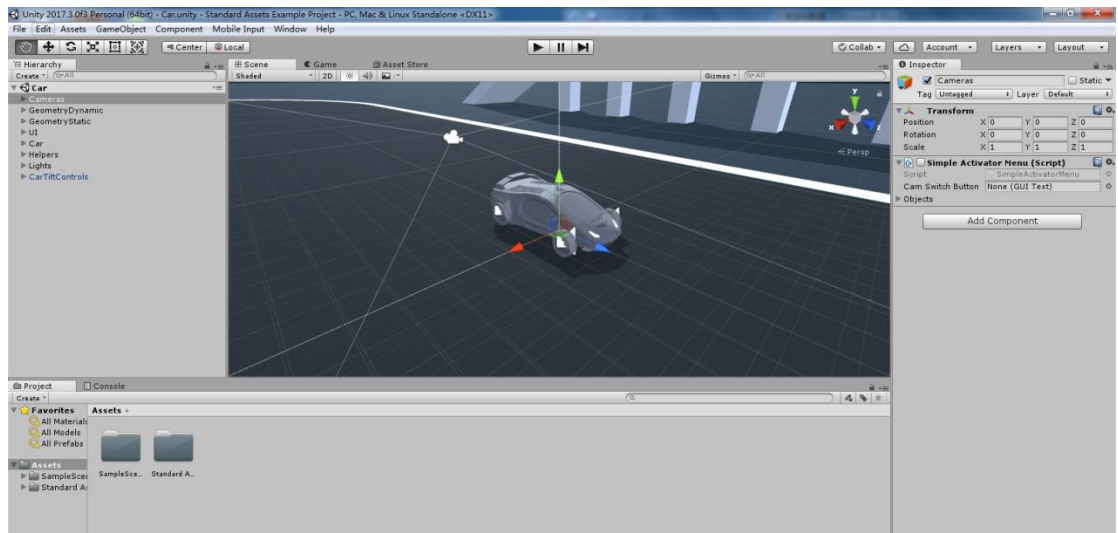 Unity 2017.3.0f3 Personal (64bit) - Car.unity - Standard Assets Example Project - PC, Mac & Linux Standalone <DX11>
File Edit Assets GameObject Component Mobile Input Window Help
Center Local Collab Account Layers Layout
Hierarchy
Create All
Car
Cameras
GeometryDynamic
GeometryStatic
UI
Car
Helpers
Lights
CarTiltControls
Scene Game Asset Store
Shaded 2D Gizmos All
y
x z
Persp
Inspector
Cameras Static
Tag Untagged Layer Default
Transform
Position X 0 Y 0 Z 0
Rotation X 0 Y 0 Z 0
Scale X 1 Y 1 Z 1
Simple Activator Menu (Script)
Script SimpleActivatorMenu
Cam Switch Button None (GUI Text)
Objects
Add Component
Project Console
Create
Favorites
All Materials
All Models
All Prefabs
Assets
SampleScen
Standard As
Assets
SampleSce... Standard A...